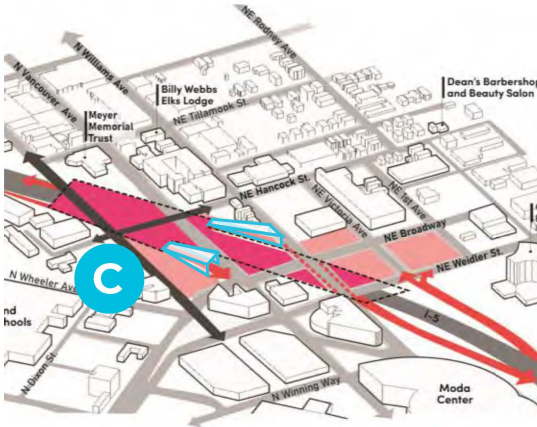 NE Rodney Ave
N Williams Ave
N Vancouver Ave
Billy Webbs
Elks Lodge
Dean's Barbershop
and Beauty Salon
Meyer
Memorial
Trust
NE Tillamook St
NE Hancock St.
NE Victoria Ave
NE 1st Ave
NE Broadway
NE Weidler St.
C
N Wheeler Ave
I-5
chools
N Dixon St
N Winning Way
Moda
Center